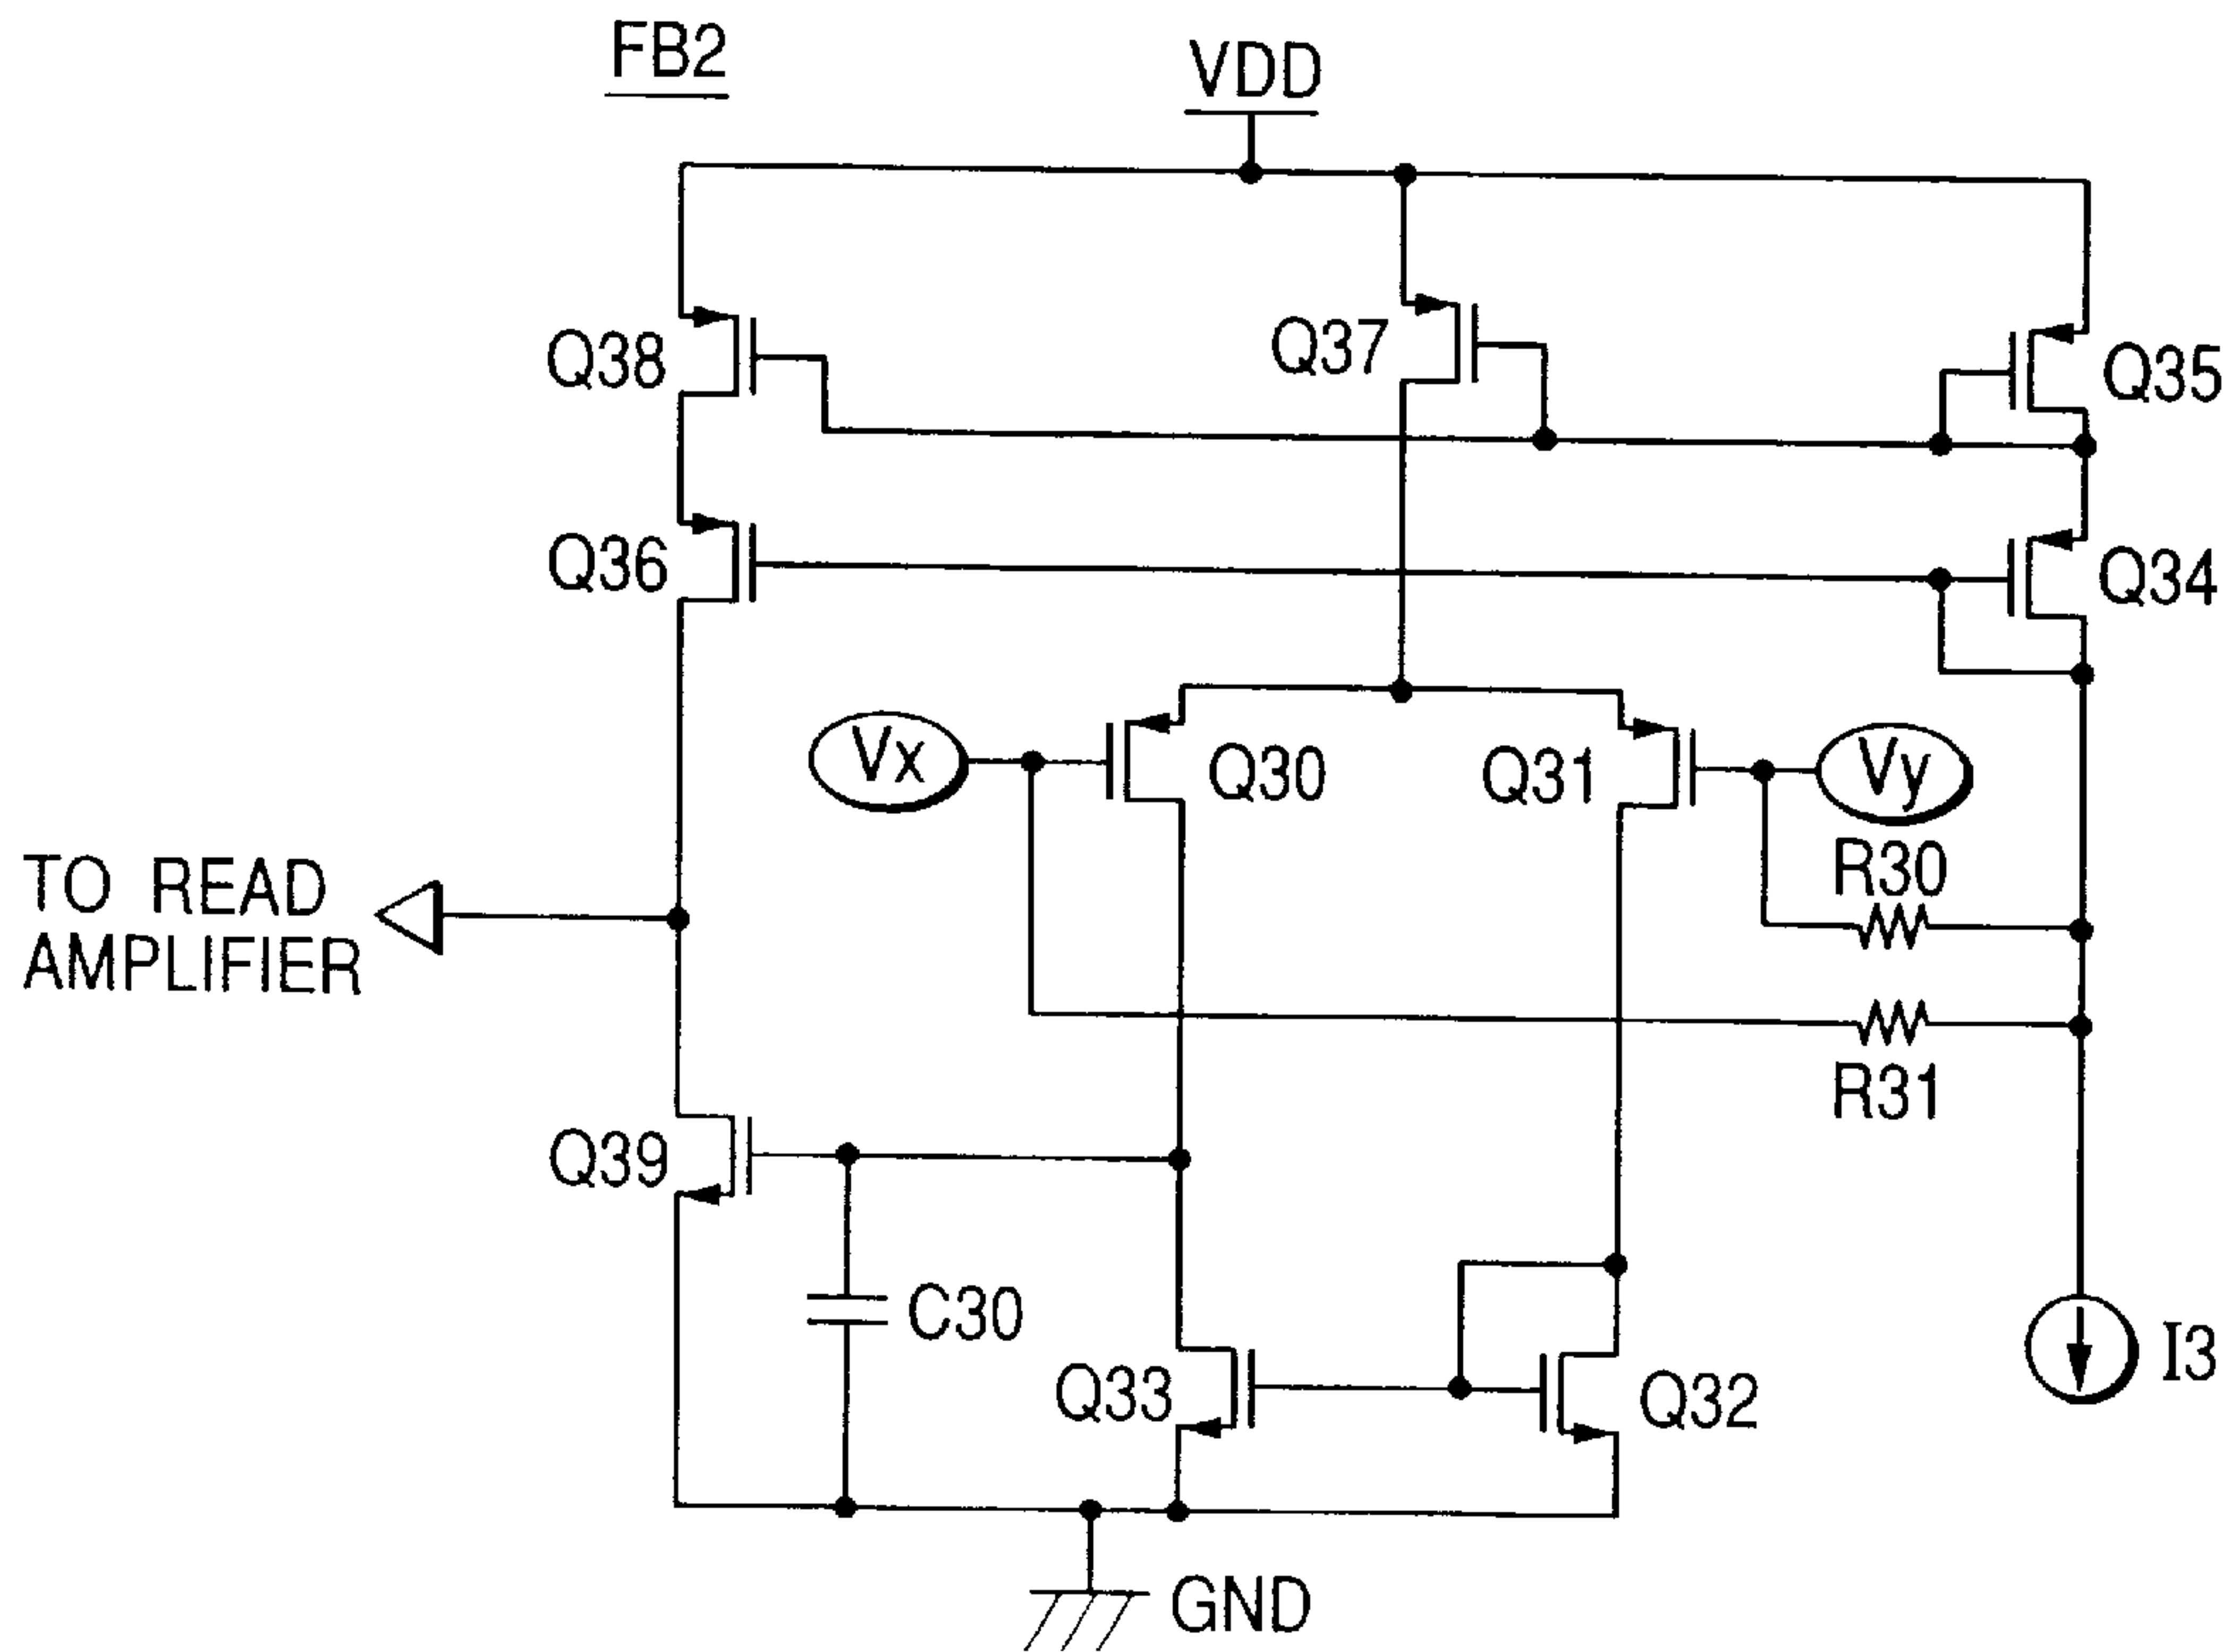 FB2
VDD
Q38
Q37
Q35
Q36
Q34
Vx
Q30
Q31
Vy
R30
TO READ
AMPLIFIER
R31
Q39
C30
Q33
Q32
I3
GND